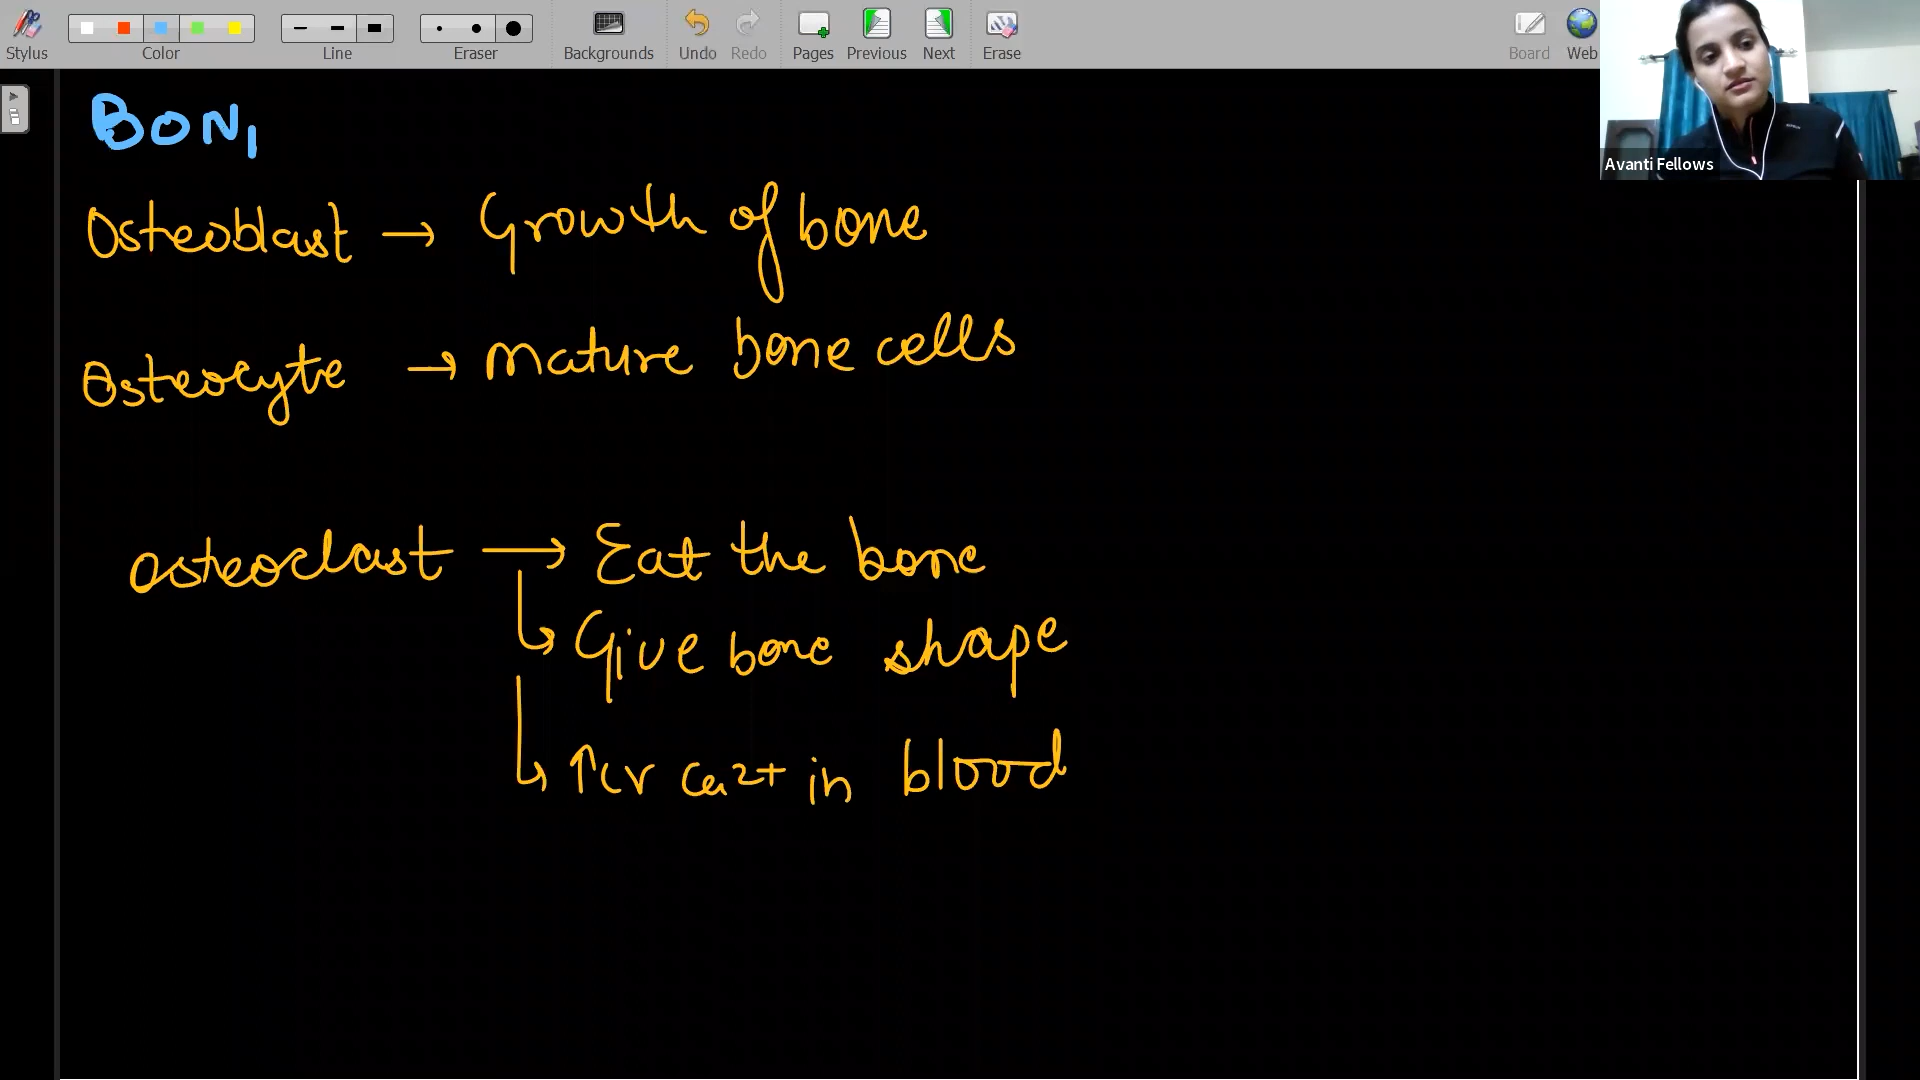 Stylus Color Line Eraser Backgrounds Undo Redo Pages Previous Next Erase Board Web
Avanti Fellows
BON
Osteoblast → Growth of bone
Osteocyte → Mature bone cells
Osteoclast → Eat the bone
↳ Give bone shape
↳ ↑cr Ca2+ in blood